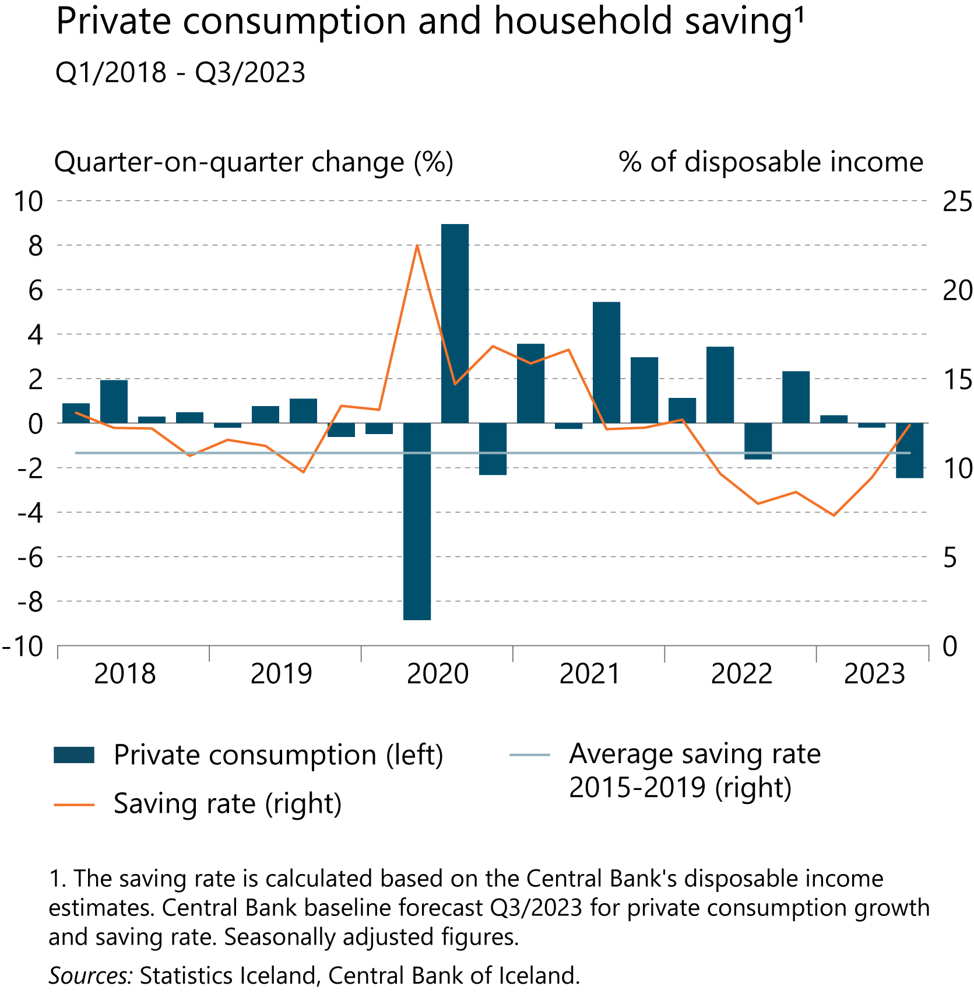 Private consumption and household saving¹
Q1/2018 - Q3/2023
Quarter-on-quarter change (%)
% of disposable income
10
8
6
4
2
0
-2
-4
-6
-8
-10
25
20
15
10
5
0
2018
2019
2020
2021
2022
2023
Private consumption (left)
Saving rate (right)
Average saving rate
2015-2019 (right)
1. The saving rate is calculated based on the Central Bank's disposable income
estimates. Central Bank baseline forecast Q3/2023 for private consumption growth
and saving rate. Seasonally adjusted figures.
Sources: Statistics Iceland, Central Bank of Iceland.